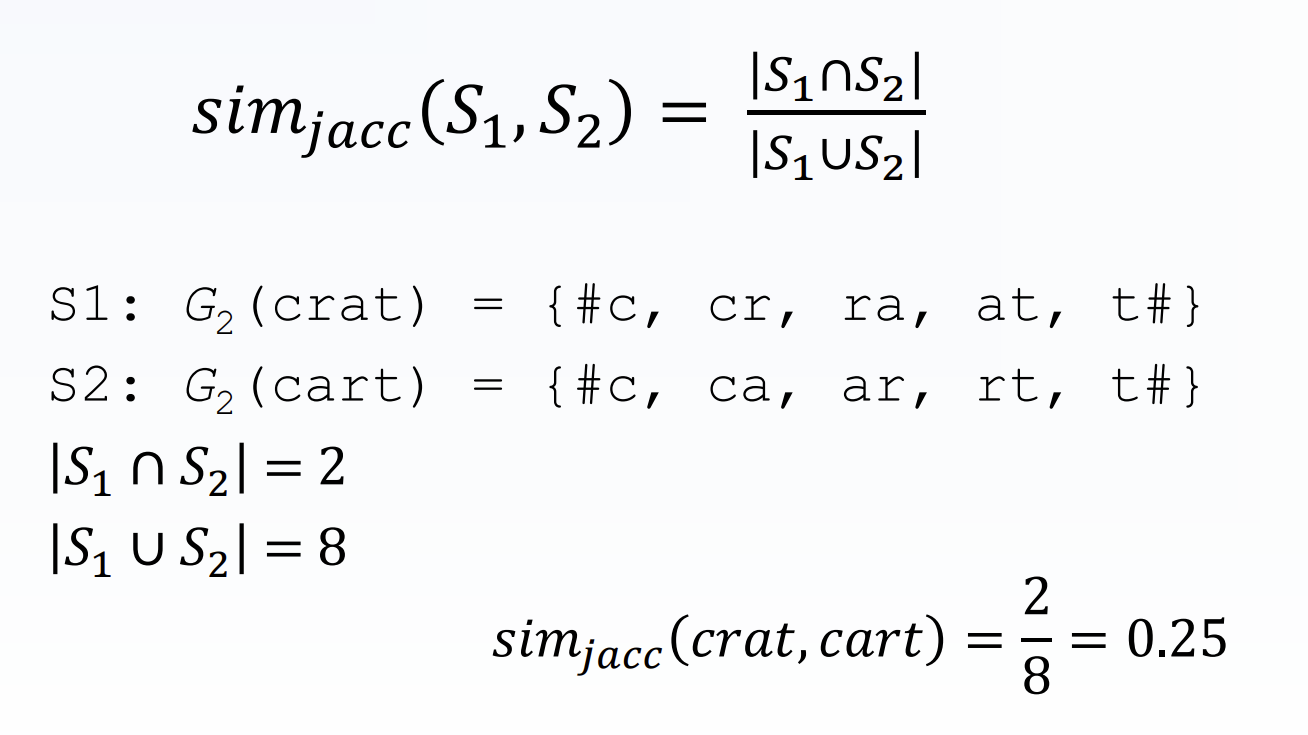 sim_jacc(S₁, S₂) = |S₁∩S₂| / |S₁∪S₂|
S1: G₂(crat) = {#c, cr, ra, at, t#}
S2: G₂(cart) = {#c, ca, ar, rt, t#}
|S₁ ∩ S₂| = 2
|S₁ ∪ S₂| = 8
sim_jacc(crat, cart) = 2/8 = 0.25